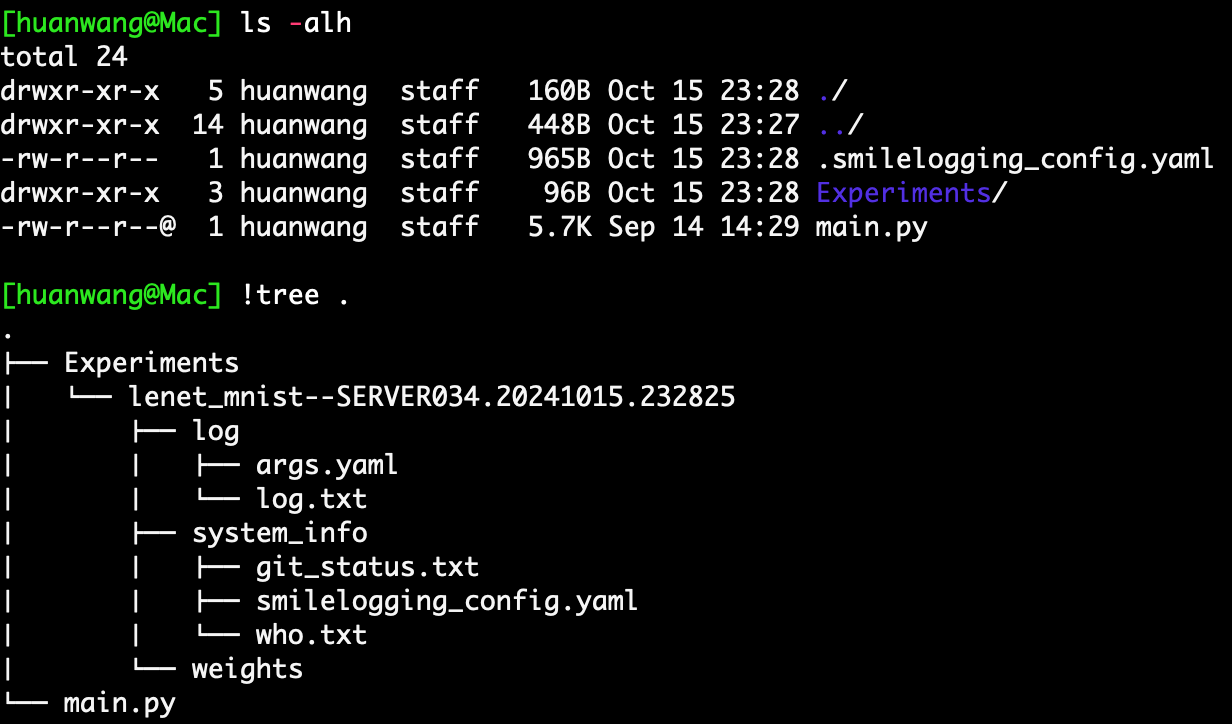 [huanwang@Mac] ls -alh
total 24
drwxr-xr-x   5 huanwang  staff   160B Oct 15 23:28 ./
drwxr-xr-x  14 huanwang  staff   448B Oct 15 23:27 ../
-rw-r--r--   1 huanwang  staff   965B Oct 15 23:28 .smilelogging_config.yaml
drwxr-xr-x   3 huanwang  staff    96B Oct 15 23:28 Experiments/
-rw-r--r--@  1 huanwang  staff   5.7K Sep 14 14:29 main.py

[huanwang@Mac] !tree .
.
├── Experiments
│   └── lenet_mnist--SERVER034.20241015.232825
│       ├── log
│       │   ├── args.yaml
│       │   └── log.txt
│       ├── system_info
│       │   ├── git_status.txt
│       │   ├── smilelogging_config.yaml
│       │   └── who.txt
│       └── weights
└── main.py